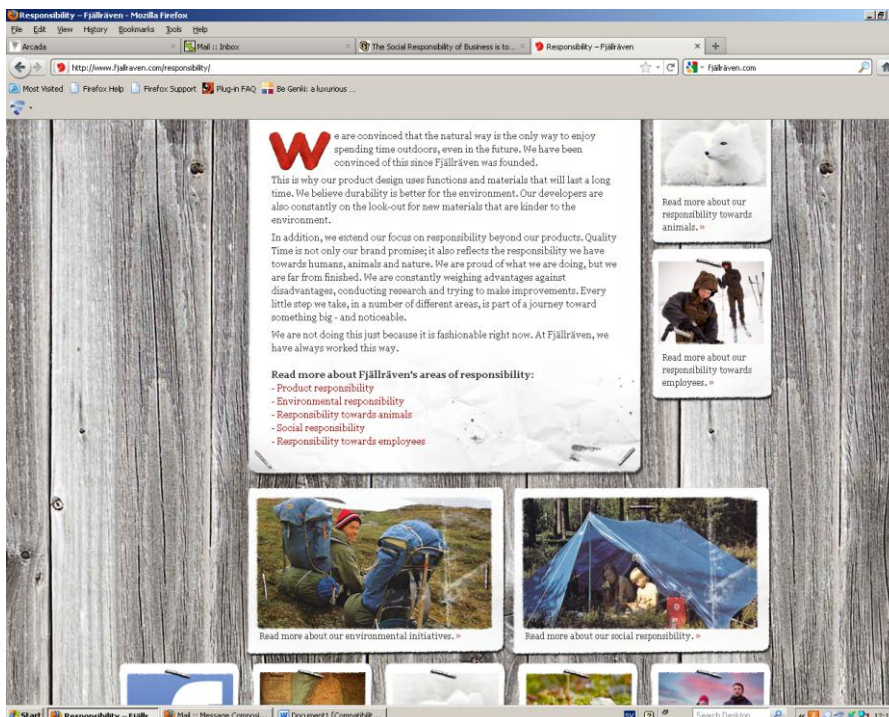 Responsibility – Fjällräven - Mozilla Firefox
File Edit View History Bookmarks Tools Help
Arcada
Mail :: Inbox
The Social Responsibility of Business is to...
Responsibility – Fjällräven
http://www.fjallraven.com/responsibility/
fjällräven.com
Most Visited Firefox Help Firefox Support Plug-in FAQ Be Genki: a luxurious ...
We are convinced that the natural way is the only way to enjoy
spending time outdoors, even in the future. We have been
convinced of this since Fjällräven was founded.
This is why our product design uses functions and materials that will last a long
time. We believe durability is better for the environment. Our developers are
also constantly on the look-out for new materials that are kinder to the
environment.
In addition, we extend our focus on responsibility beyond our products. Quality
Time is not only our brand promise; it also reflects the responsibility we have
towards humans, animals and nature. We are proud of what we are doing, but we
are far from finished. We are constantly weighing advantages against
disadvantages, conducting research and trying to make improvements. Every
little step we take, in a number of different areas, is part of a journey toward
something big - and noticeable.
We are not doing this just because it is fashionable right now. At Fjällräven, we
have always worked this way.
Read more about Fjällräven's areas of responsibility:
- Product responsibility
- Environmental responsibility
- Responsibility towards animals
- Social responsibility
- Responsibility towards employees
Read more about our
responsibility towards
animals. »
Read more about our
responsibility towards
employees. »
Read more about our environmental initiatives. »
Read more about our social responsibility. »
Start
Responsibility – Fjällr...
Mail :: Message Composi...
Document1 [Compatibilit...
SV
Search Desktop